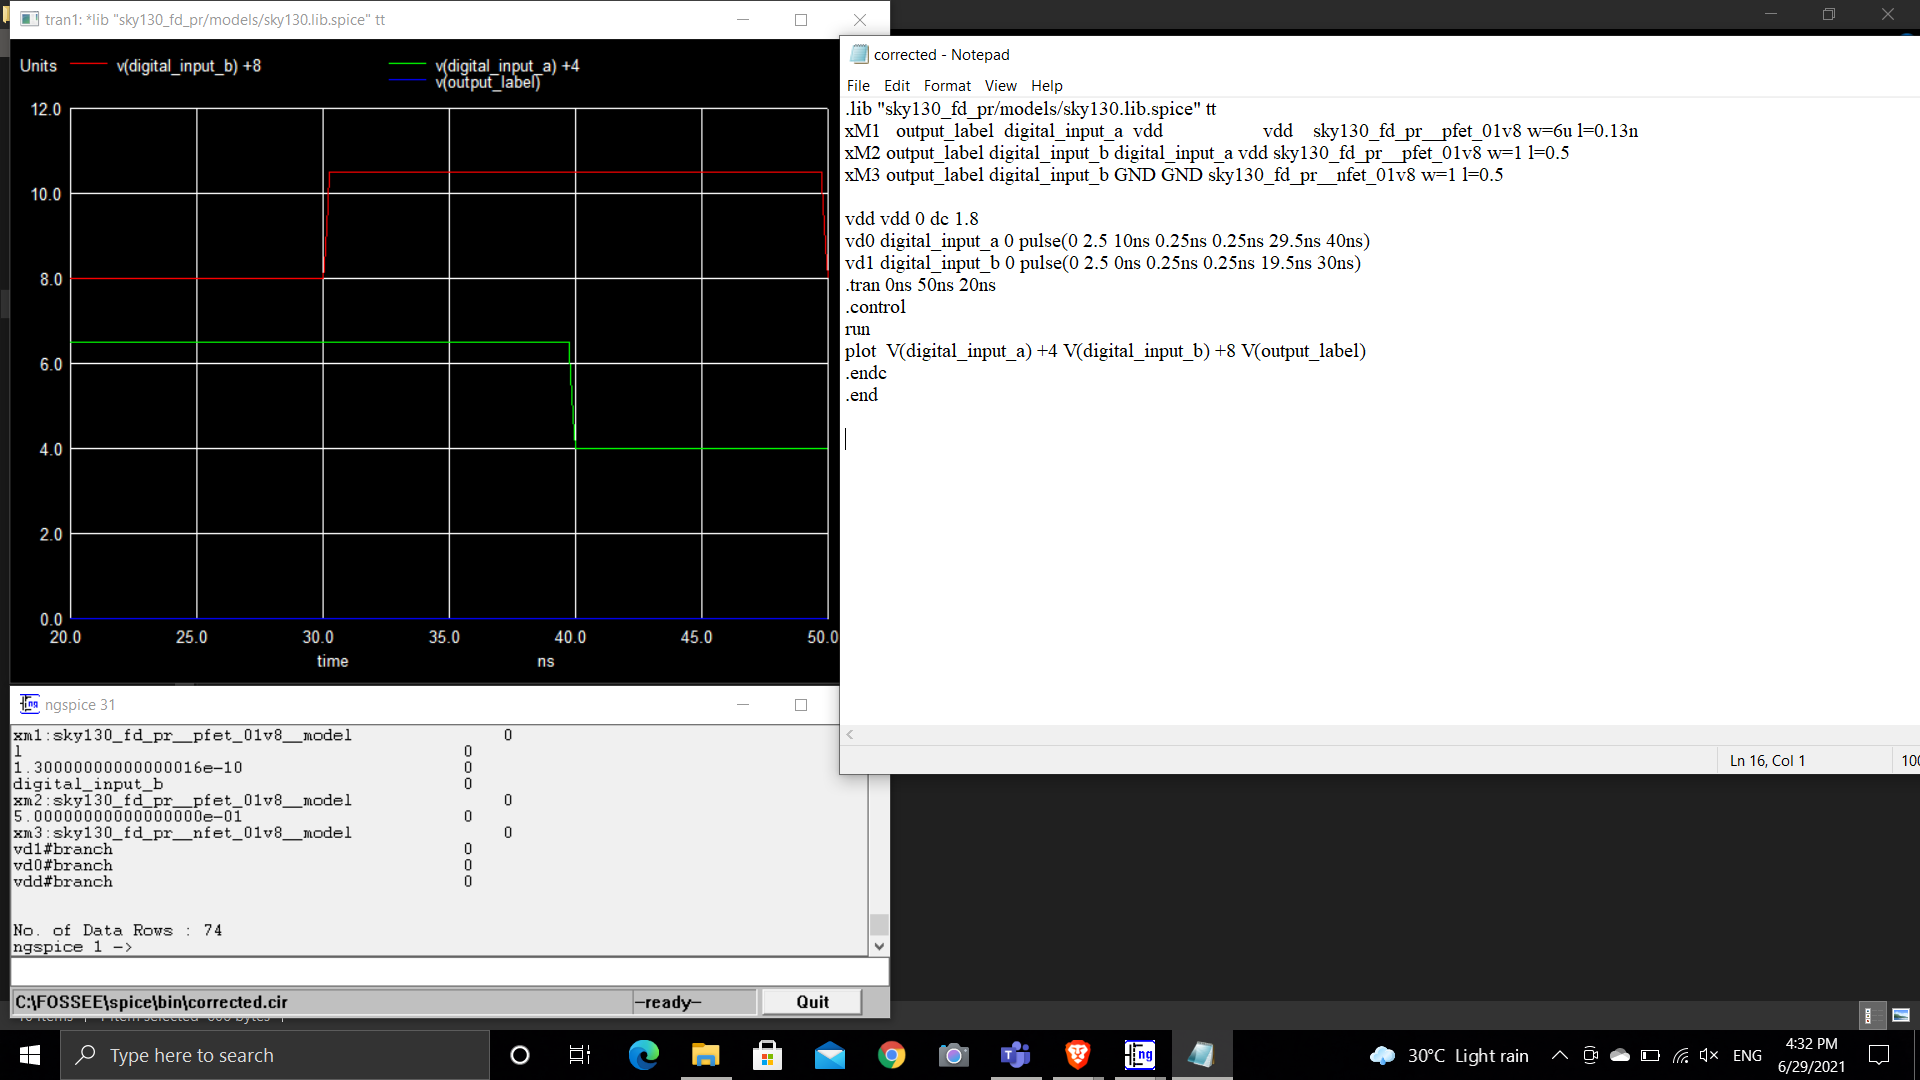 tran1: *lib "sky130_fd_pr/models/sky130.lib.spice" tt
Units
v(digital_input_b) +8
v(digital_input_a) +4
v(output_label)
12.0
10.0
8.0
6.0
4.0
2.0
0.0
20.0 25.0 30.0 35.0 40.0 45.0 50.0
time ns
corrected - Notepad
File Edit Format View Help
.lib "sky130_fd_pr/models/sky130.lib.spice" tt
xM1 output_label digital_input_a vdd vdd sky130_fd_pr__pfet_01v8 w=6u l=0.13n
xM2 output_label digital_input_b digital_input_a vdd sky130_fd_pr__pfet_01v8 w=1 l=0.5
xM3 output_label digital_input_b GND GND sky130_fd_pr__nfet_01v8 w=1 l=0.5
vdd vdd 0 dc 1.8
vd0 digital_input_a 0 pulse(0 2.5 10ns 0.25ns 0.25ns 29.5ns 40ns)
vd1 digital_input_b 0 pulse(0 2.5 0ns 0.25ns 0.25ns 19.5ns 30ns)
.tran 0ns 50ns 20ns
.control
run
plot V(digital_input_a) +4 V(digital_input_b) +8 V(output_label)
.endc
.end
Ln 16, Col 1
ngspice 31
xm1:sky130_fd_pr__pfet_01v8__model 0
l 0
1.30000000000000016e-10 0
digital_input_b 0
xm2:sky130_fd_pr__pfet_01v8__model 0
5.00000000000000000e-01 0
xm3:sky130_fd_pr__nfet_01v8__model 0
vd1#branch 0
vd0#branch 0
vdd#branch 0
No. of Data Rows : 74
ngspice 1 ->
C:\FOSSEE\spice\bin\corrected.cir
--ready--
Quit
Type here to search
30°C Light rain
ENG
4:32 PM
6/29/2021